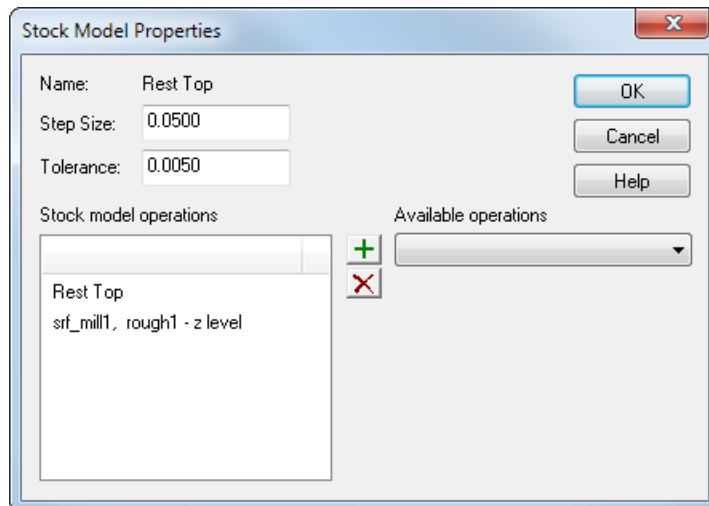 Stock Model Properties
Name: Rest Top
OK
Step Size: 0.0500
Cancel
Tolerance: 0.0050
Help
Stock model operations
Available operations
Rest Top
srf_mill1, rough1 - z level